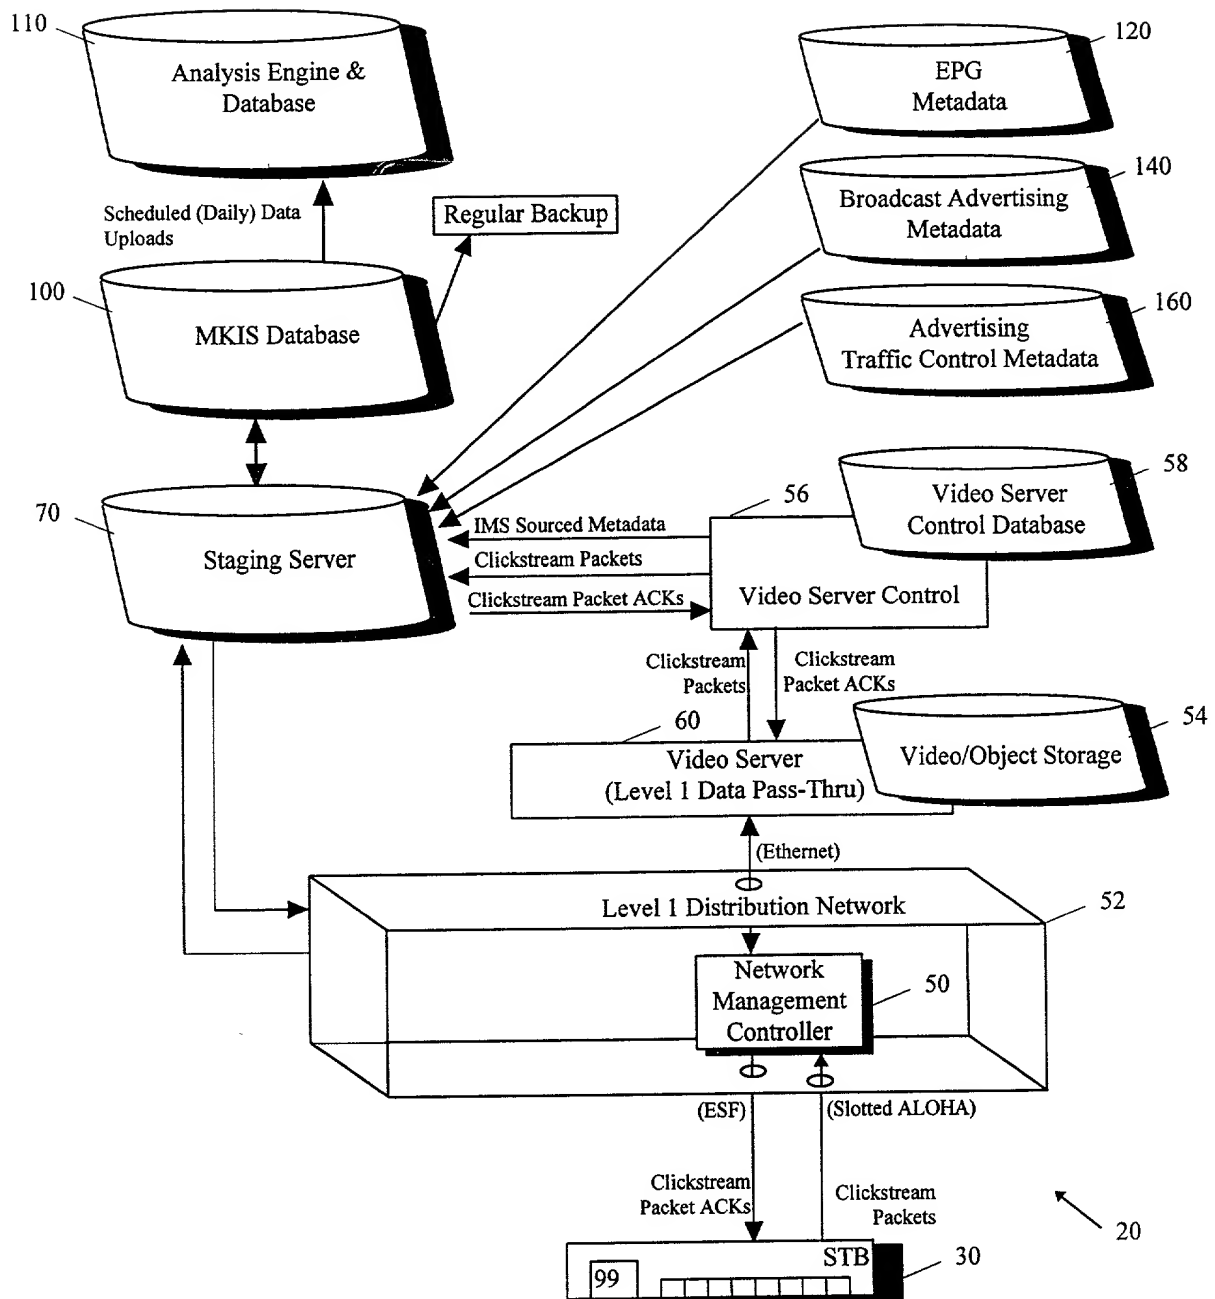 110
Analysis Engine &
Database
120
EPG
Metadata
140
Broadcast Advertising
Metadata
Scheduled (Daily) Data
Uploads
Regular Backup
100
MKIS Database
160
Advertising
Traffic Control Metadata
70
Staging Server
56
58
Video Server
Control Database
IMS Sourced Metadata
Clickstream Packets
Clickstream Packet ACKs
Video Server Control
Clickstream
Packets
Clickstream
Packet ACKs
60
54
Video Server
(Level 1 Data Pass-Thru)
Video/Object Storage
(Ethernet)
Level 1 Distribution Network
52
Network
Management
Controller
50
(ESF)
(Slotted ALOHA)
Clickstream
Packet ACKs
Clickstream
Packets
20
STB
99
30